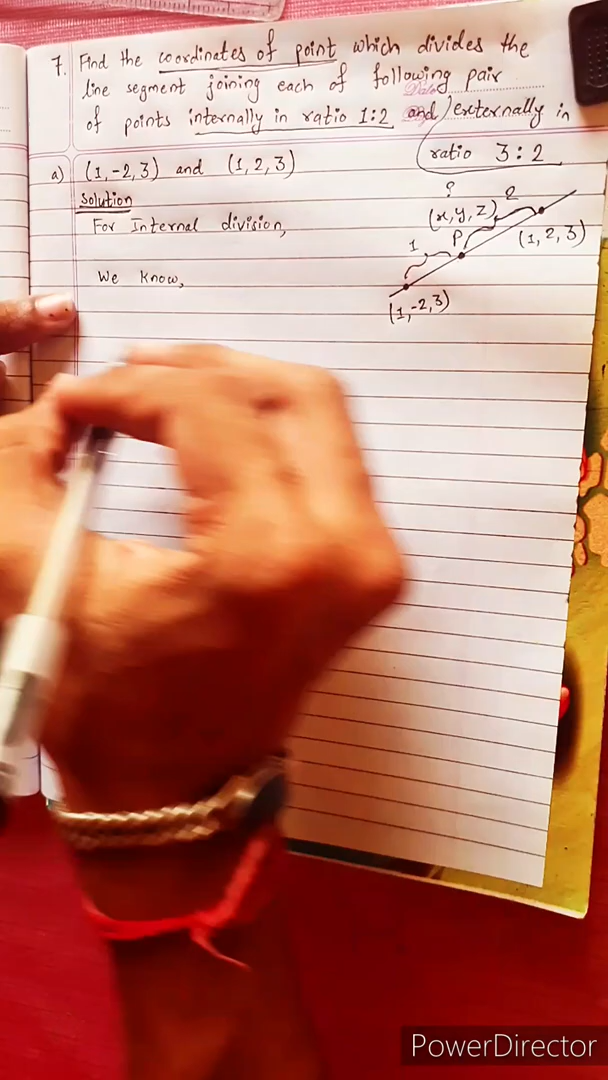 7. Find the coordinates of point which divides the
line segment joining each of following pair
of points internally in ratio 1:2 and externally in
ratio 3:2
a) (1,-2,3) and (1,2,3)
Solution
For Internal division,
We know,
?
(x,y,z)
2
1
P
(1,2,3)
(1,-2,3)
PowerDirector